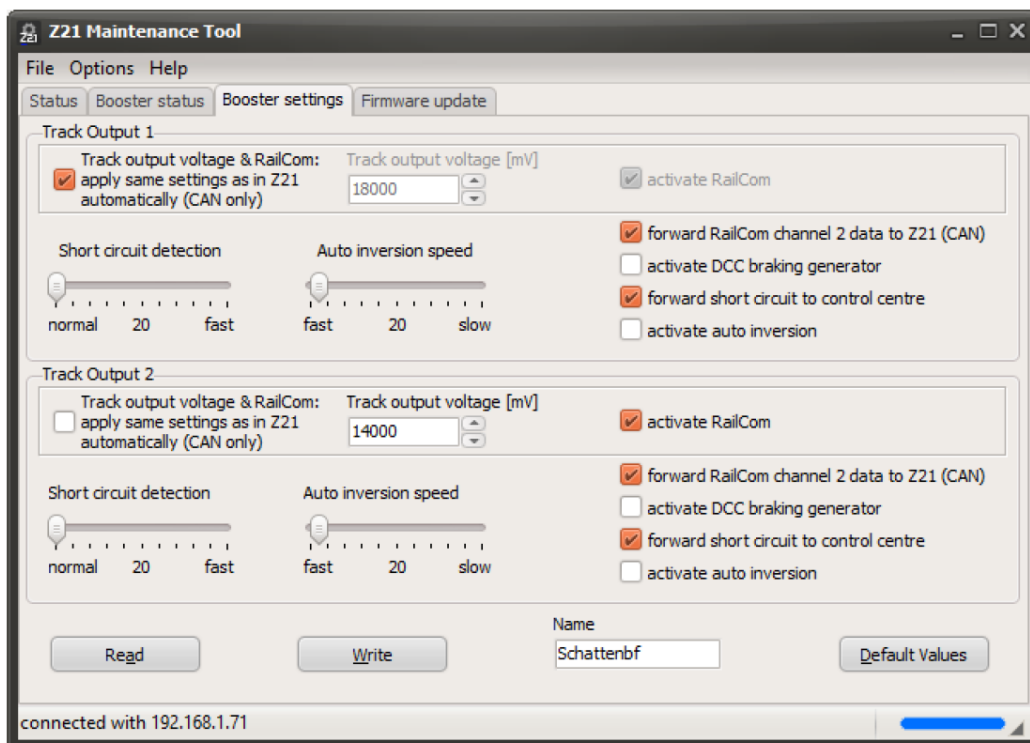 Z21 Z21 Maintenance Tool
File Options Help
Status Booster status Booster settings Firmware update
Track Output 1
Track output voltage & RailCom:
apply same settings as in Z21
automatically (CAN only)
Track output voltage [mV]
18000
activate RailCom
Short circuit detection
normal 20 fast
Auto inversion speed
fast 20 slow
forward RailCom channel 2 data to Z21 (CAN)
activate DCC braking generator
forward short circuit to control centre
activate auto inversion
Track Output 2
Track output voltage & RailCom:
apply same settings as in Z21
automatically (CAN only)
Track output voltage [mV]
14000
activate RailCom
Short circuit detection
normal 20 fast
Auto inversion speed
fast 20 slow
forward RailCom channel 2 data to Z21 (CAN)
activate DCC braking generator
forward short circuit to control centre
activate auto inversion
Read
Write
Name
Schattenbf
Default Values
connected with 192.168.1.71